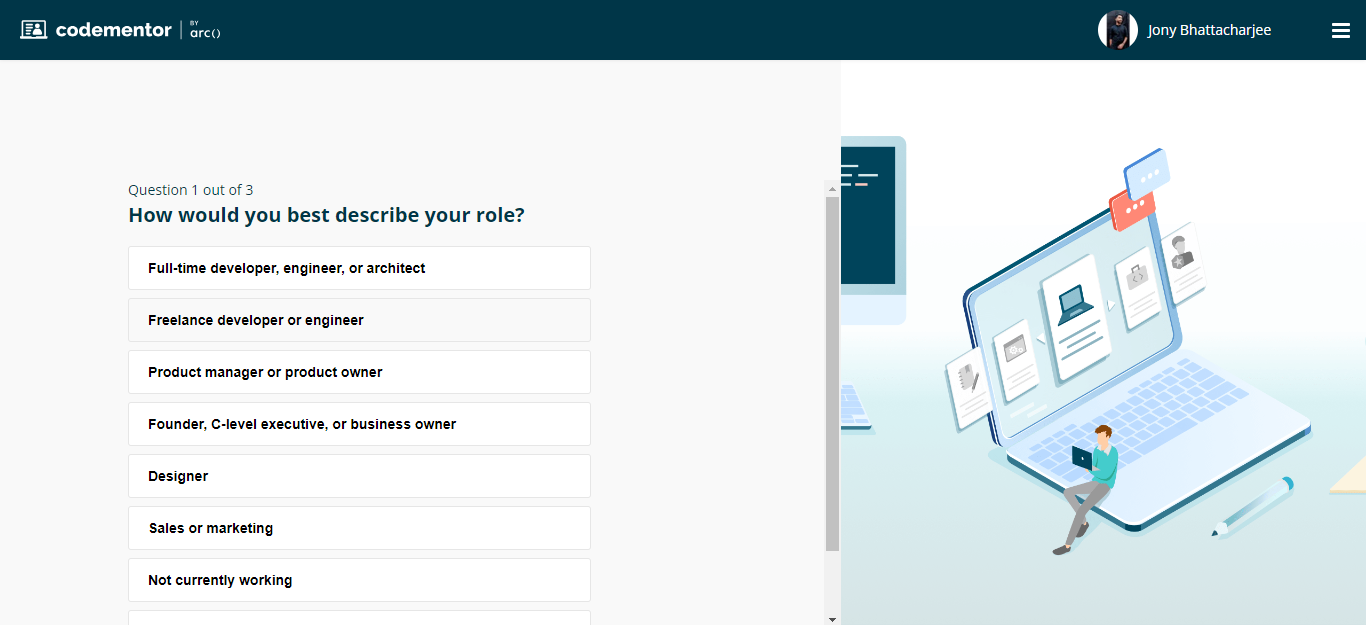 codementor
BY
arc()
Jony Bhattacharjee
Question 1 out of 3
How would you best describe your role?
Full-time developer, engineer, or architect
Freelance developer or engineer
Product manager or product owner
Founder, C-level executive, or business owner
Designer
Sales or marketing
Not currently working